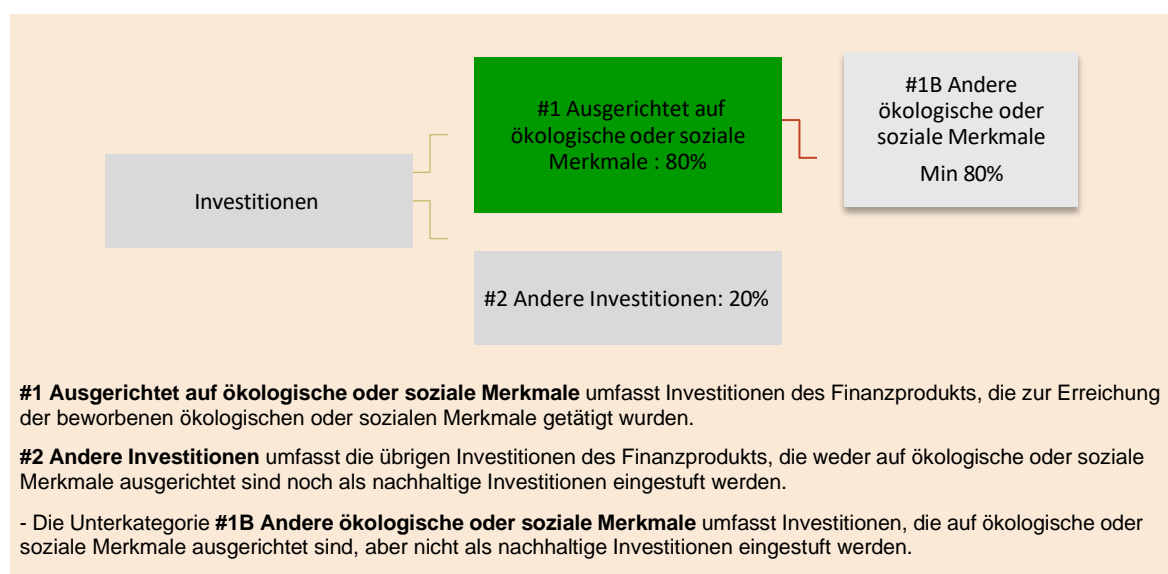 Investitionen
#1 Ausgerichtet auf
ökologische oder soziale
Merkmale : 80%
#1B Andere
ökologische oder
soziale Merkmale
Min 80%
#2 Andere Investitionen: 20%
#1 Ausgerichtet auf ökologische oder soziale Merkmale umfasst Investitionen des Finanzprodukts, die zur Erreichung
der beworbenen ökologischen oder sozialen Merkmale getätigt wurden.
#2 Andere Investitionen umfasst die übrigen Investitionen des Finanzprodukts, die weder auf ökologische oder soziale
Merkmale ausgerichtet sind noch als nachhaltige Investitionen eingestuft werden.
- Die Unterkategorie #1B Andere ökologische oder soziale Merkmale umfasst Investitionen, die auf ökologische oder
soziale Merkmale ausgerichtet sind, aber nicht als nachhaltige Investitionen eingestuft werden.